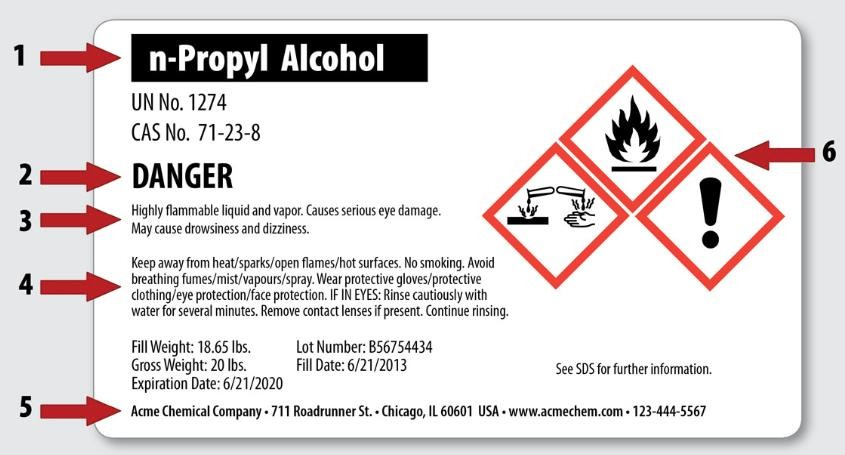 1
n-Propyl Alcohol
UN No. 1274
CAS No. 71-23-8
2
DANGER
3
Highly flammable liquid and vapor. Causes serious eye damage.
May cause drowsiness and dizziness.
4
Keep away from heat/sparks/open flames/hot surfaces. No smoking. Avoid
breathing fumes/mist/vapours/spray. Wear protective gloves/protective
clothing/eye protection/face protection. IF IN EYES: Rinse cautiously with
water for several minutes. Remove contact lenses if present. Continue rinsing.
Fill Weight: 18.65 lbs. Lot Number: B56754434
Gross Weight: 20 lbs. Fill Date: 6/21/2013
Expiration Date: 6/21/2020
See SDS for further information.
5
Acme Chemical Company • 711 Roadrunner St. • Chicago, IL 60601 USA • www.acmechem.com • 123-444-5567
6